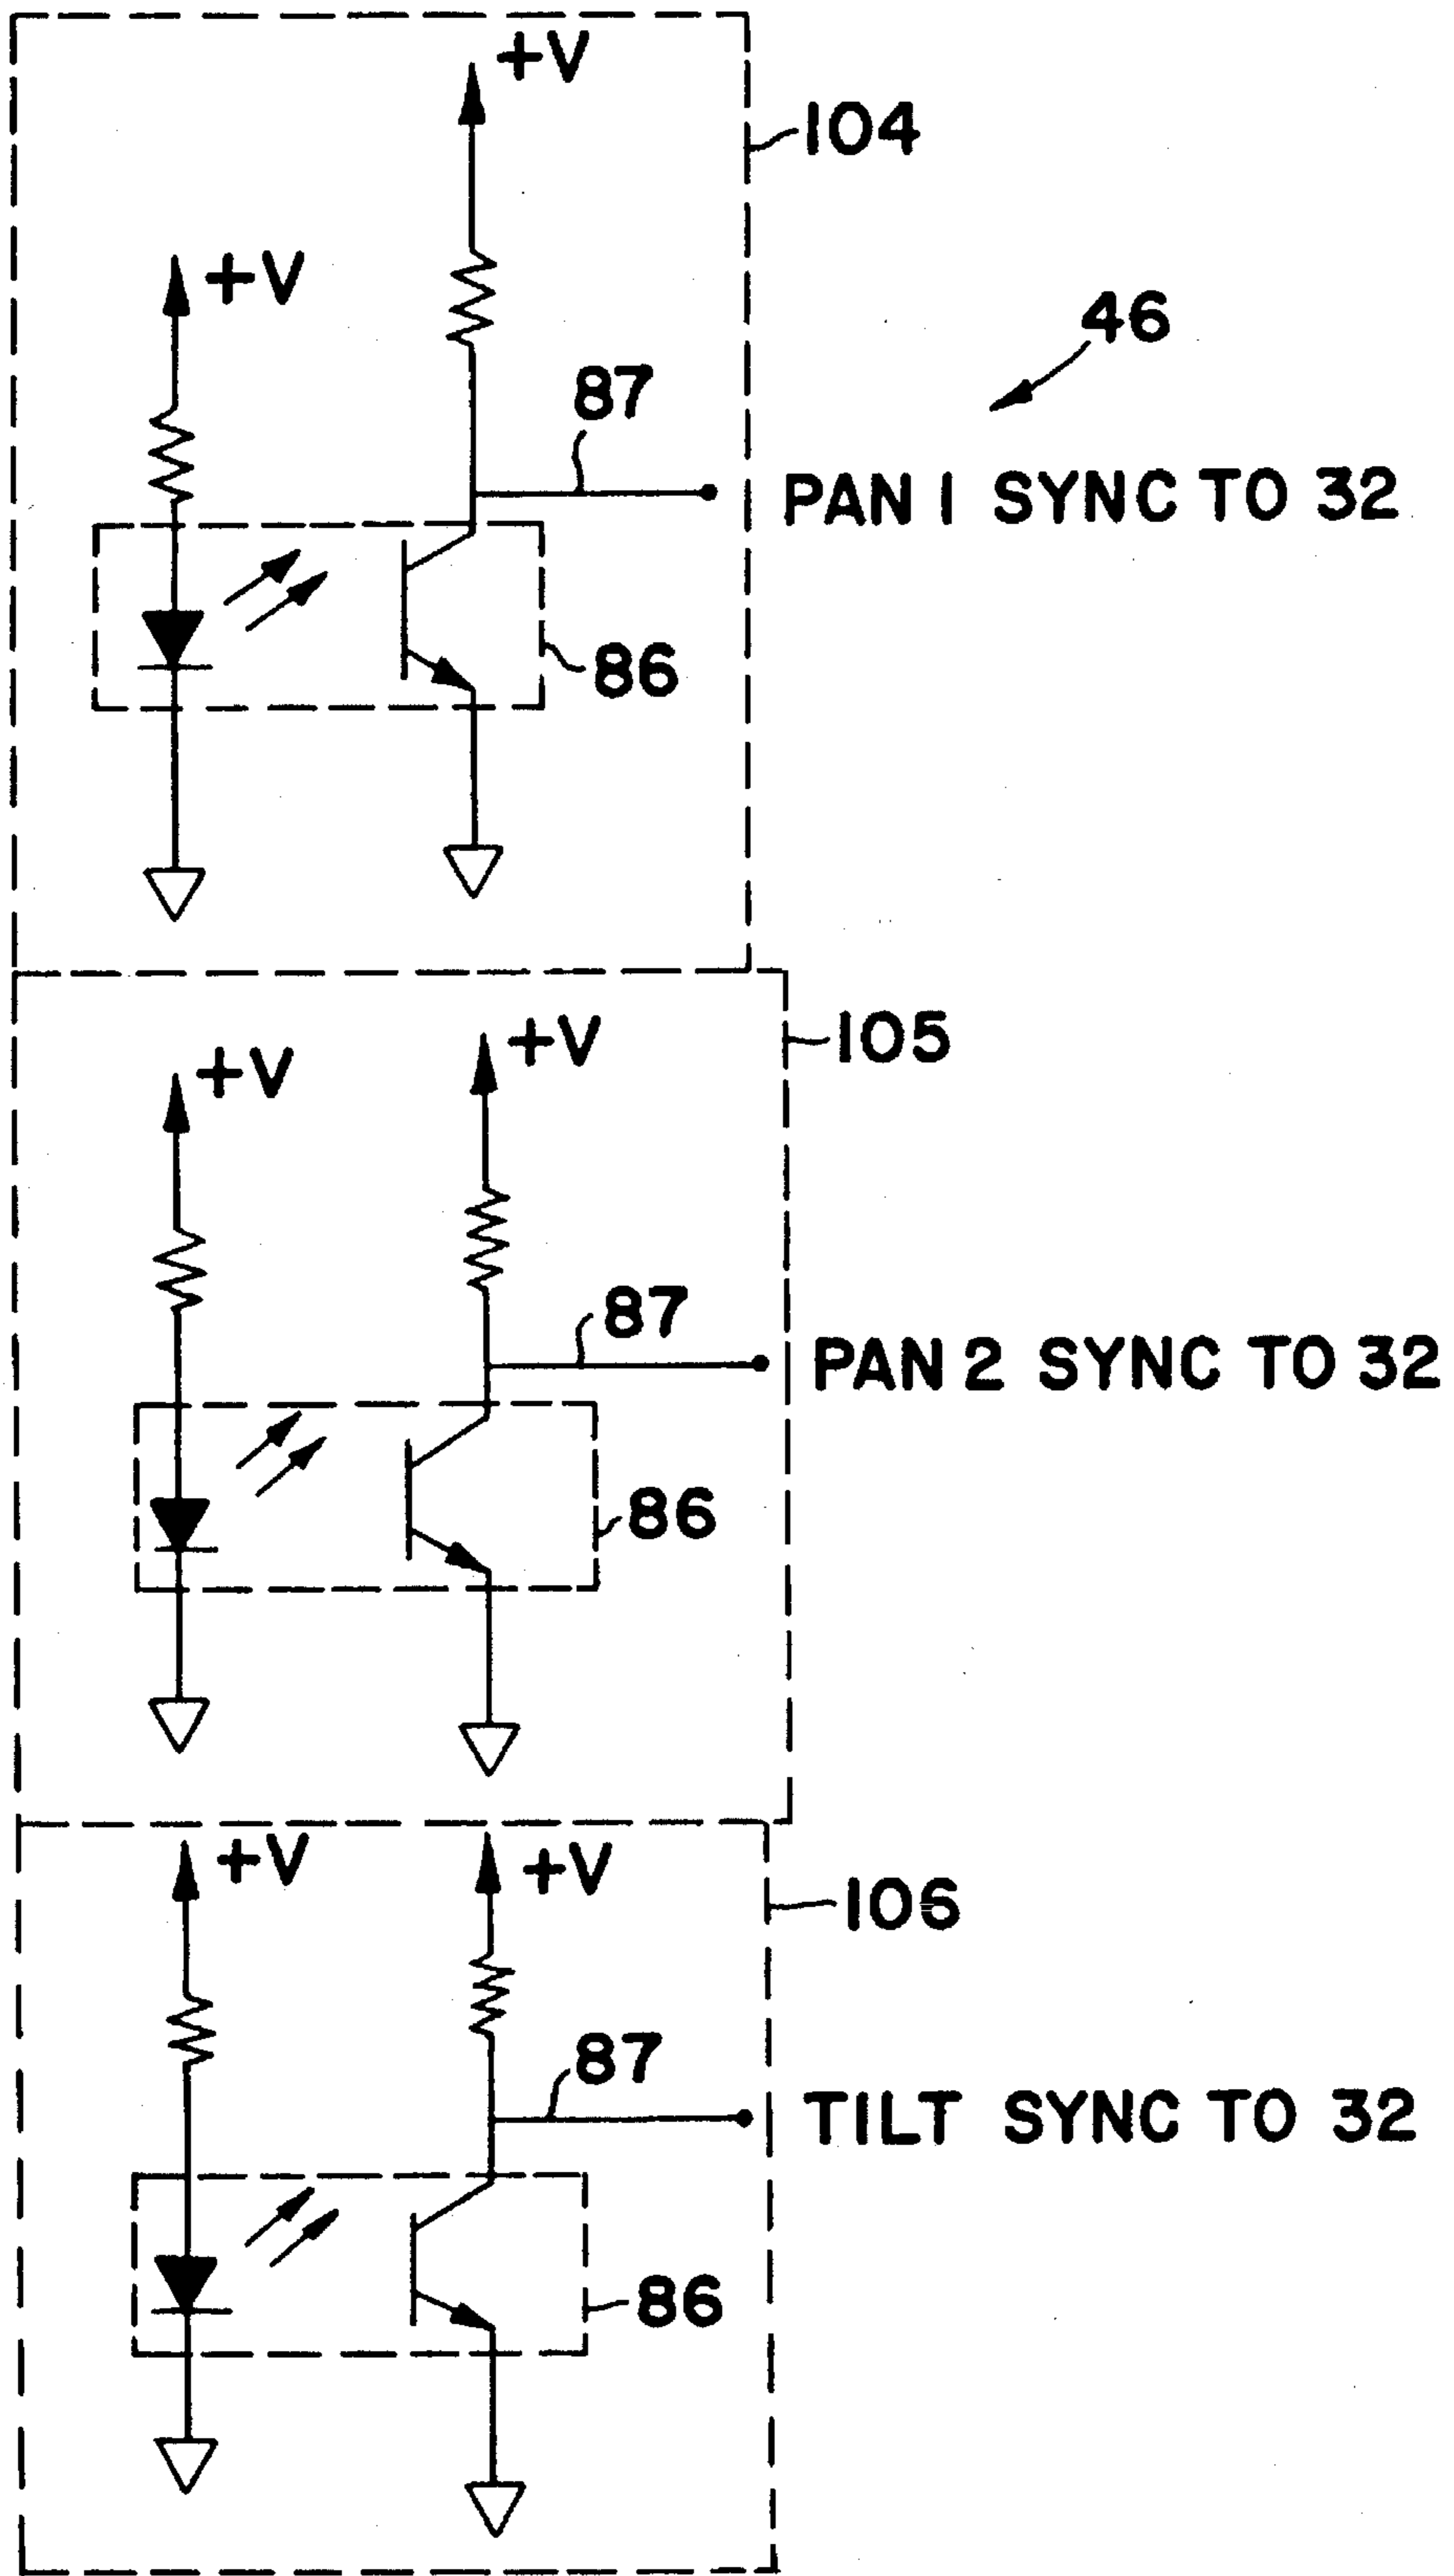 +V
104
+V
46
87
PAN 1 SYNC TO 32
86
+V
105
+V
87
PAN 2 SYNC TO 32
86
+V
+V
106
87
TILT SYNC TO 32
86